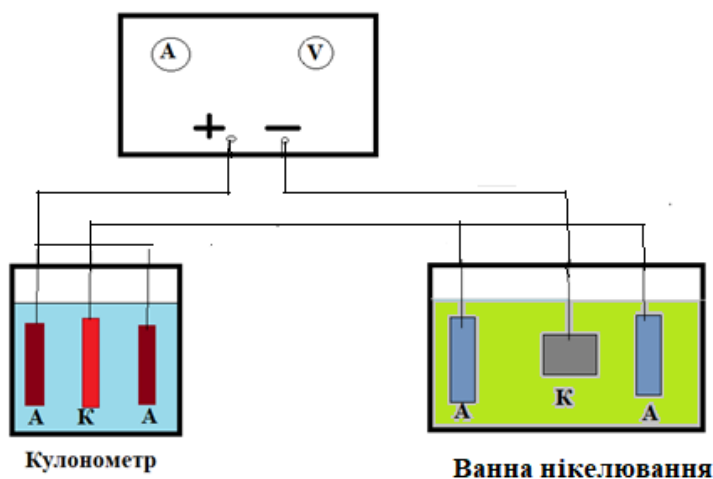 А V
+ −
А К А
А К А
Кулонометр
Ванна нікелювання